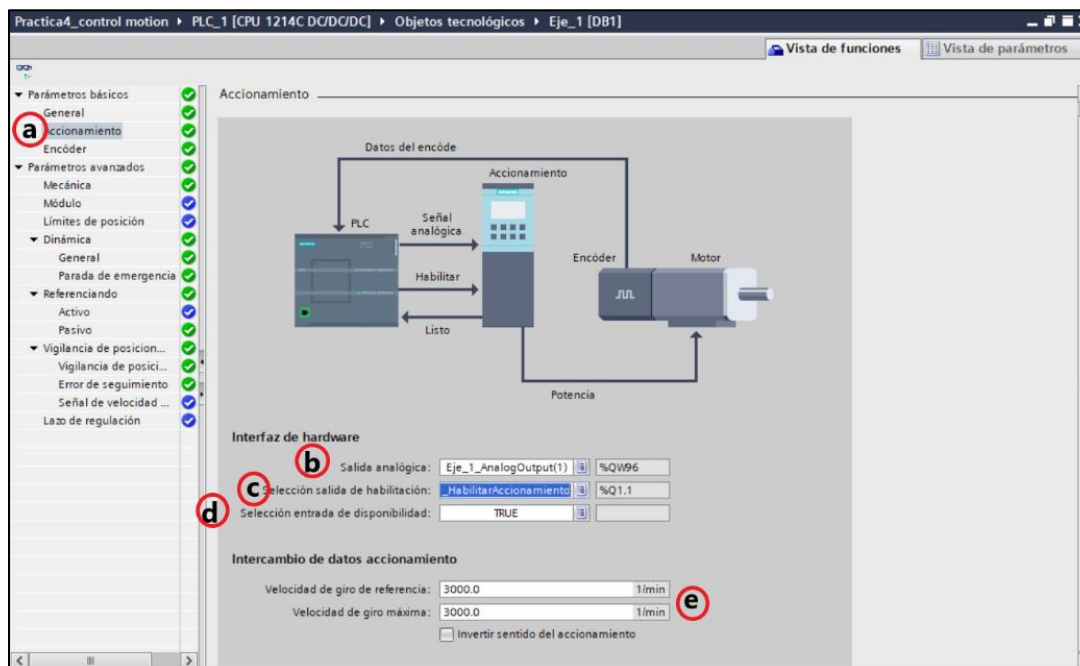 Practica4_control motion ▸ PLC_1 [CPU 1214C DC/DC/DC] ▸ Objetos tecnológicos ▸ Eje_1 [DB1]
Vista de funciones
Vista de parámetros
Parámetros básicos
General
a
Accionamiento
Encóder
Parámetros avanzados
Mecánica
Módulo
Límites de posición
Dinámica
General
Parada de emergencia
Referenciando
Activo
Pasivo
Vigilancia de posicion...
Vigilancia de posici...
Error de seguimiento
Señal de velocidad ...
Lazo de regulación
Accionamiento
Datos del encóde
Accionamiento
PLC
Señal
analógica
Habilitar
Listo
Encóder
Motor
Potencia
Interfaz de hardware
b
Salida analógica: Eje_1_AnalogOutput(1) %QW96
c
Selección salida de habilitación: _HabilitarAccionamiento %Q1.1
d
Selección entrada de disponibilidad: TRUE
Intercambio de datos accionamiento
Velocidad de giro de referencia: 3000.0 1/min
e
Velocidad de giro máxima: 3000.0 1/min
Invertir sentido del accionamiento